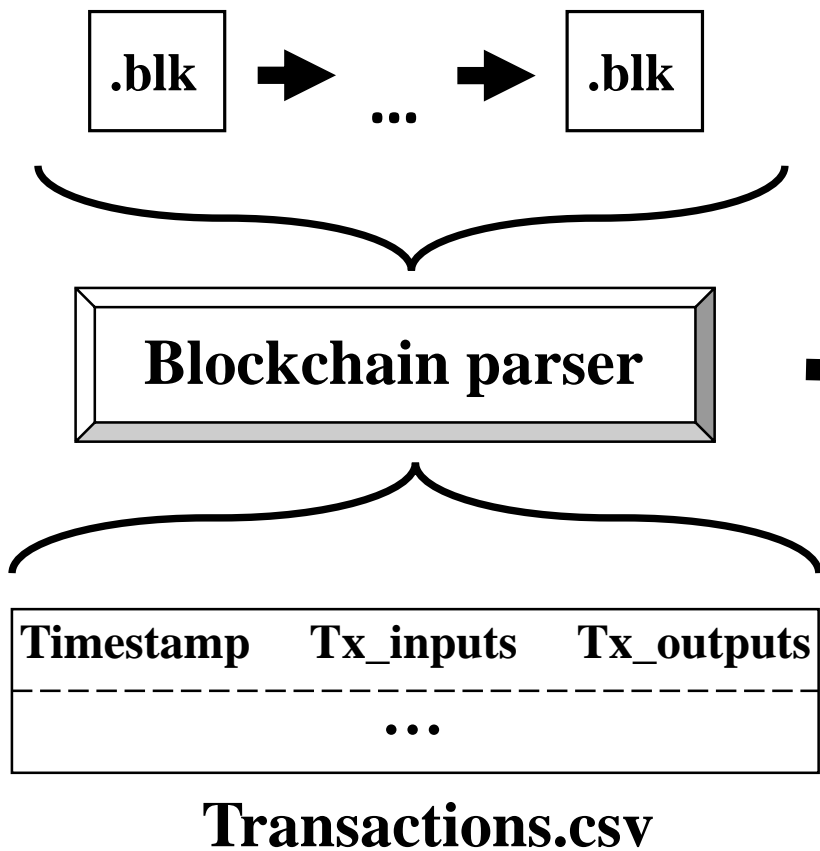 .blk ... .blk
Blockchain parser
Timestamp Tx_inputs Tx_outputs
...
Transactions.csv